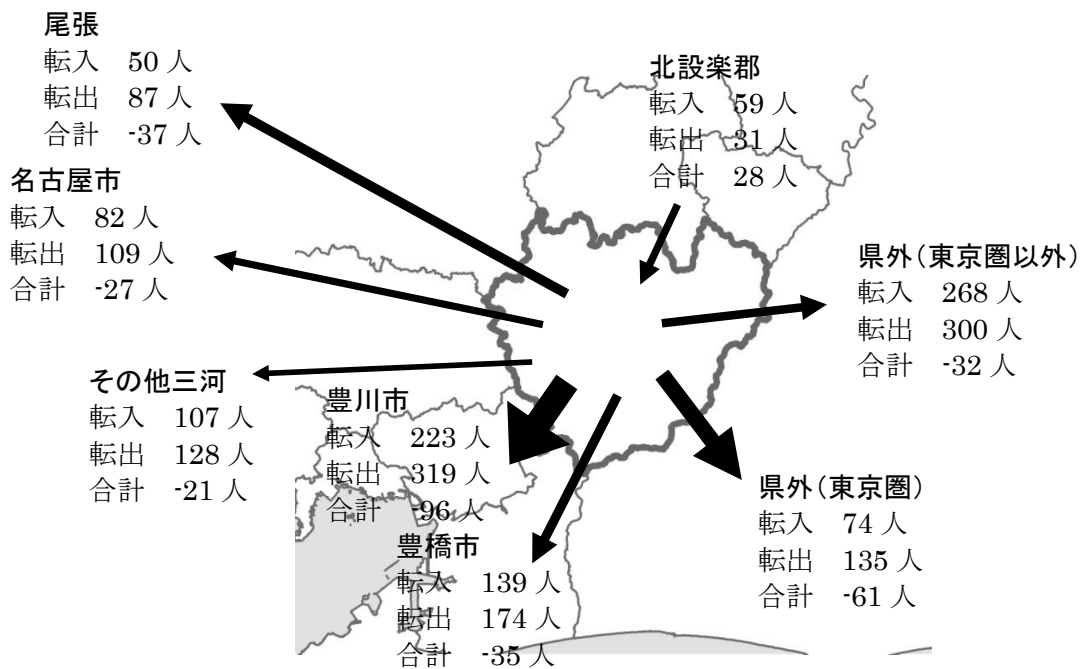 尾張
転入 50 人
転出 87 人
合計 -37 人
北設楽郡
転入 59 人
転出 31 人
合計 28 人
名古屋市
転入 82 人
転出 109 人
合計 -27 人
県外(東京圏以外)
転入 268 人
転出 300 人
合計 -32 人
その他三河
転入 107 人
転出 128 人
合計 -21 人
豊川市
転入 223 人
転出 319 人
合計 -96 人
県外(東京圏)
転入 74 人
転出 135 人
合計 -61 人
豊橋市
転入 139 人
転出 174 人
合計 -35 人